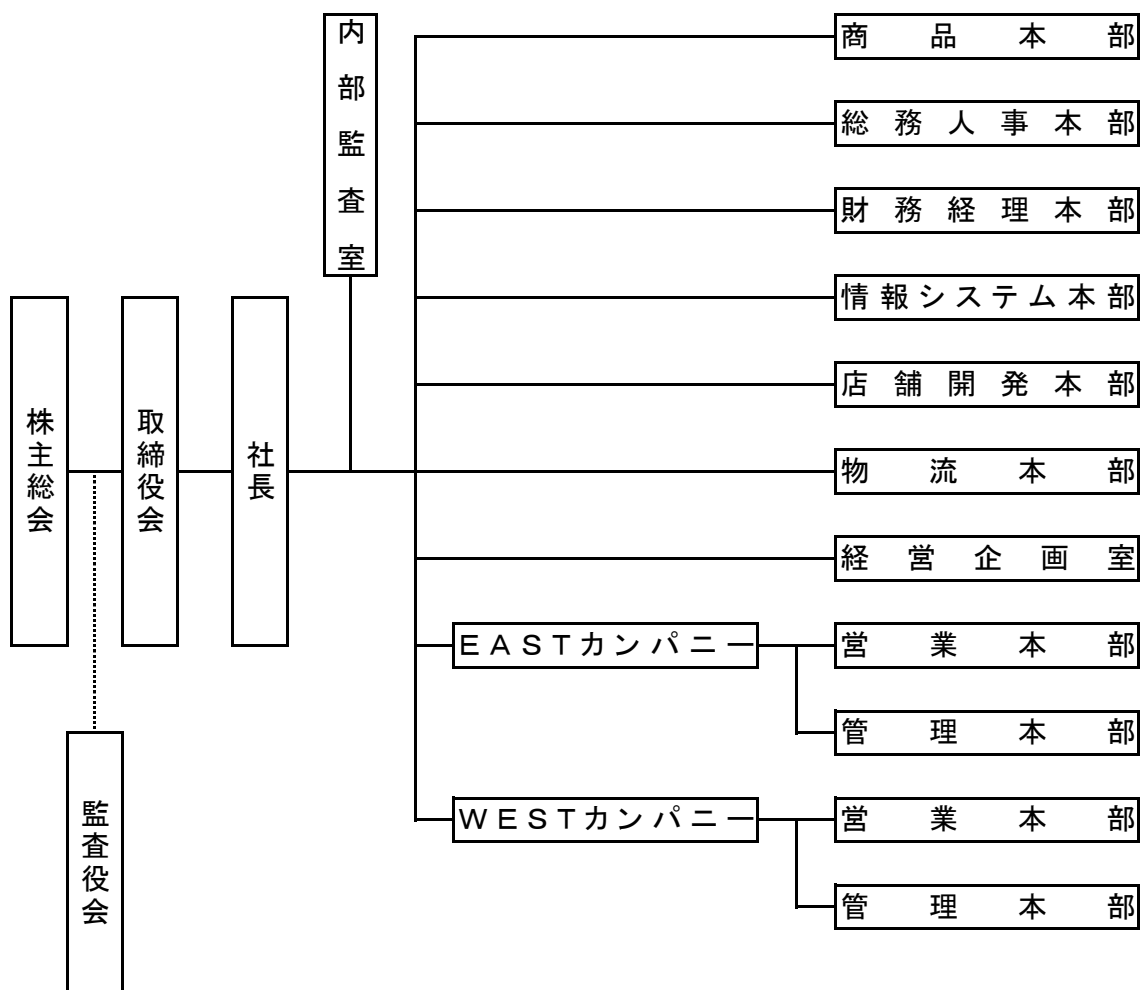 株主総会
取締役会
社長
監査役会
内部監査室
商品本部
総務人事本部
財務経理本部
情報システム本部
店舗開発本部
物流本部
経営企画室
ＥＡＳＴカンパニー
営業本部
管理本部
ＷＥＳＴカンパニー
営業本部
管理本部